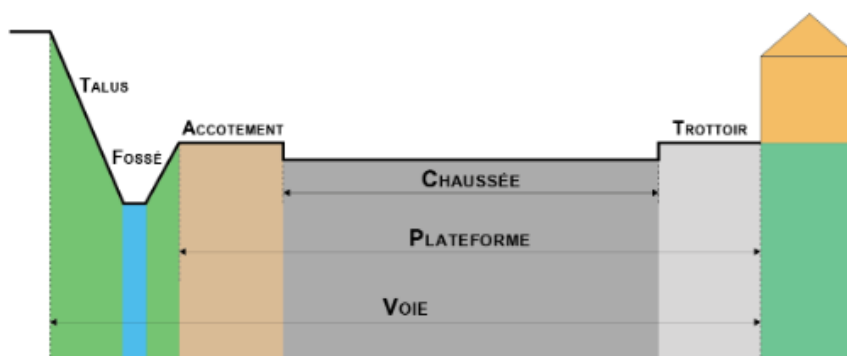 TALUS
ACCOTEMENT
TROTTOIR
FOSSÉ
CHAUSSÉE
PLATEFORME
VOIE